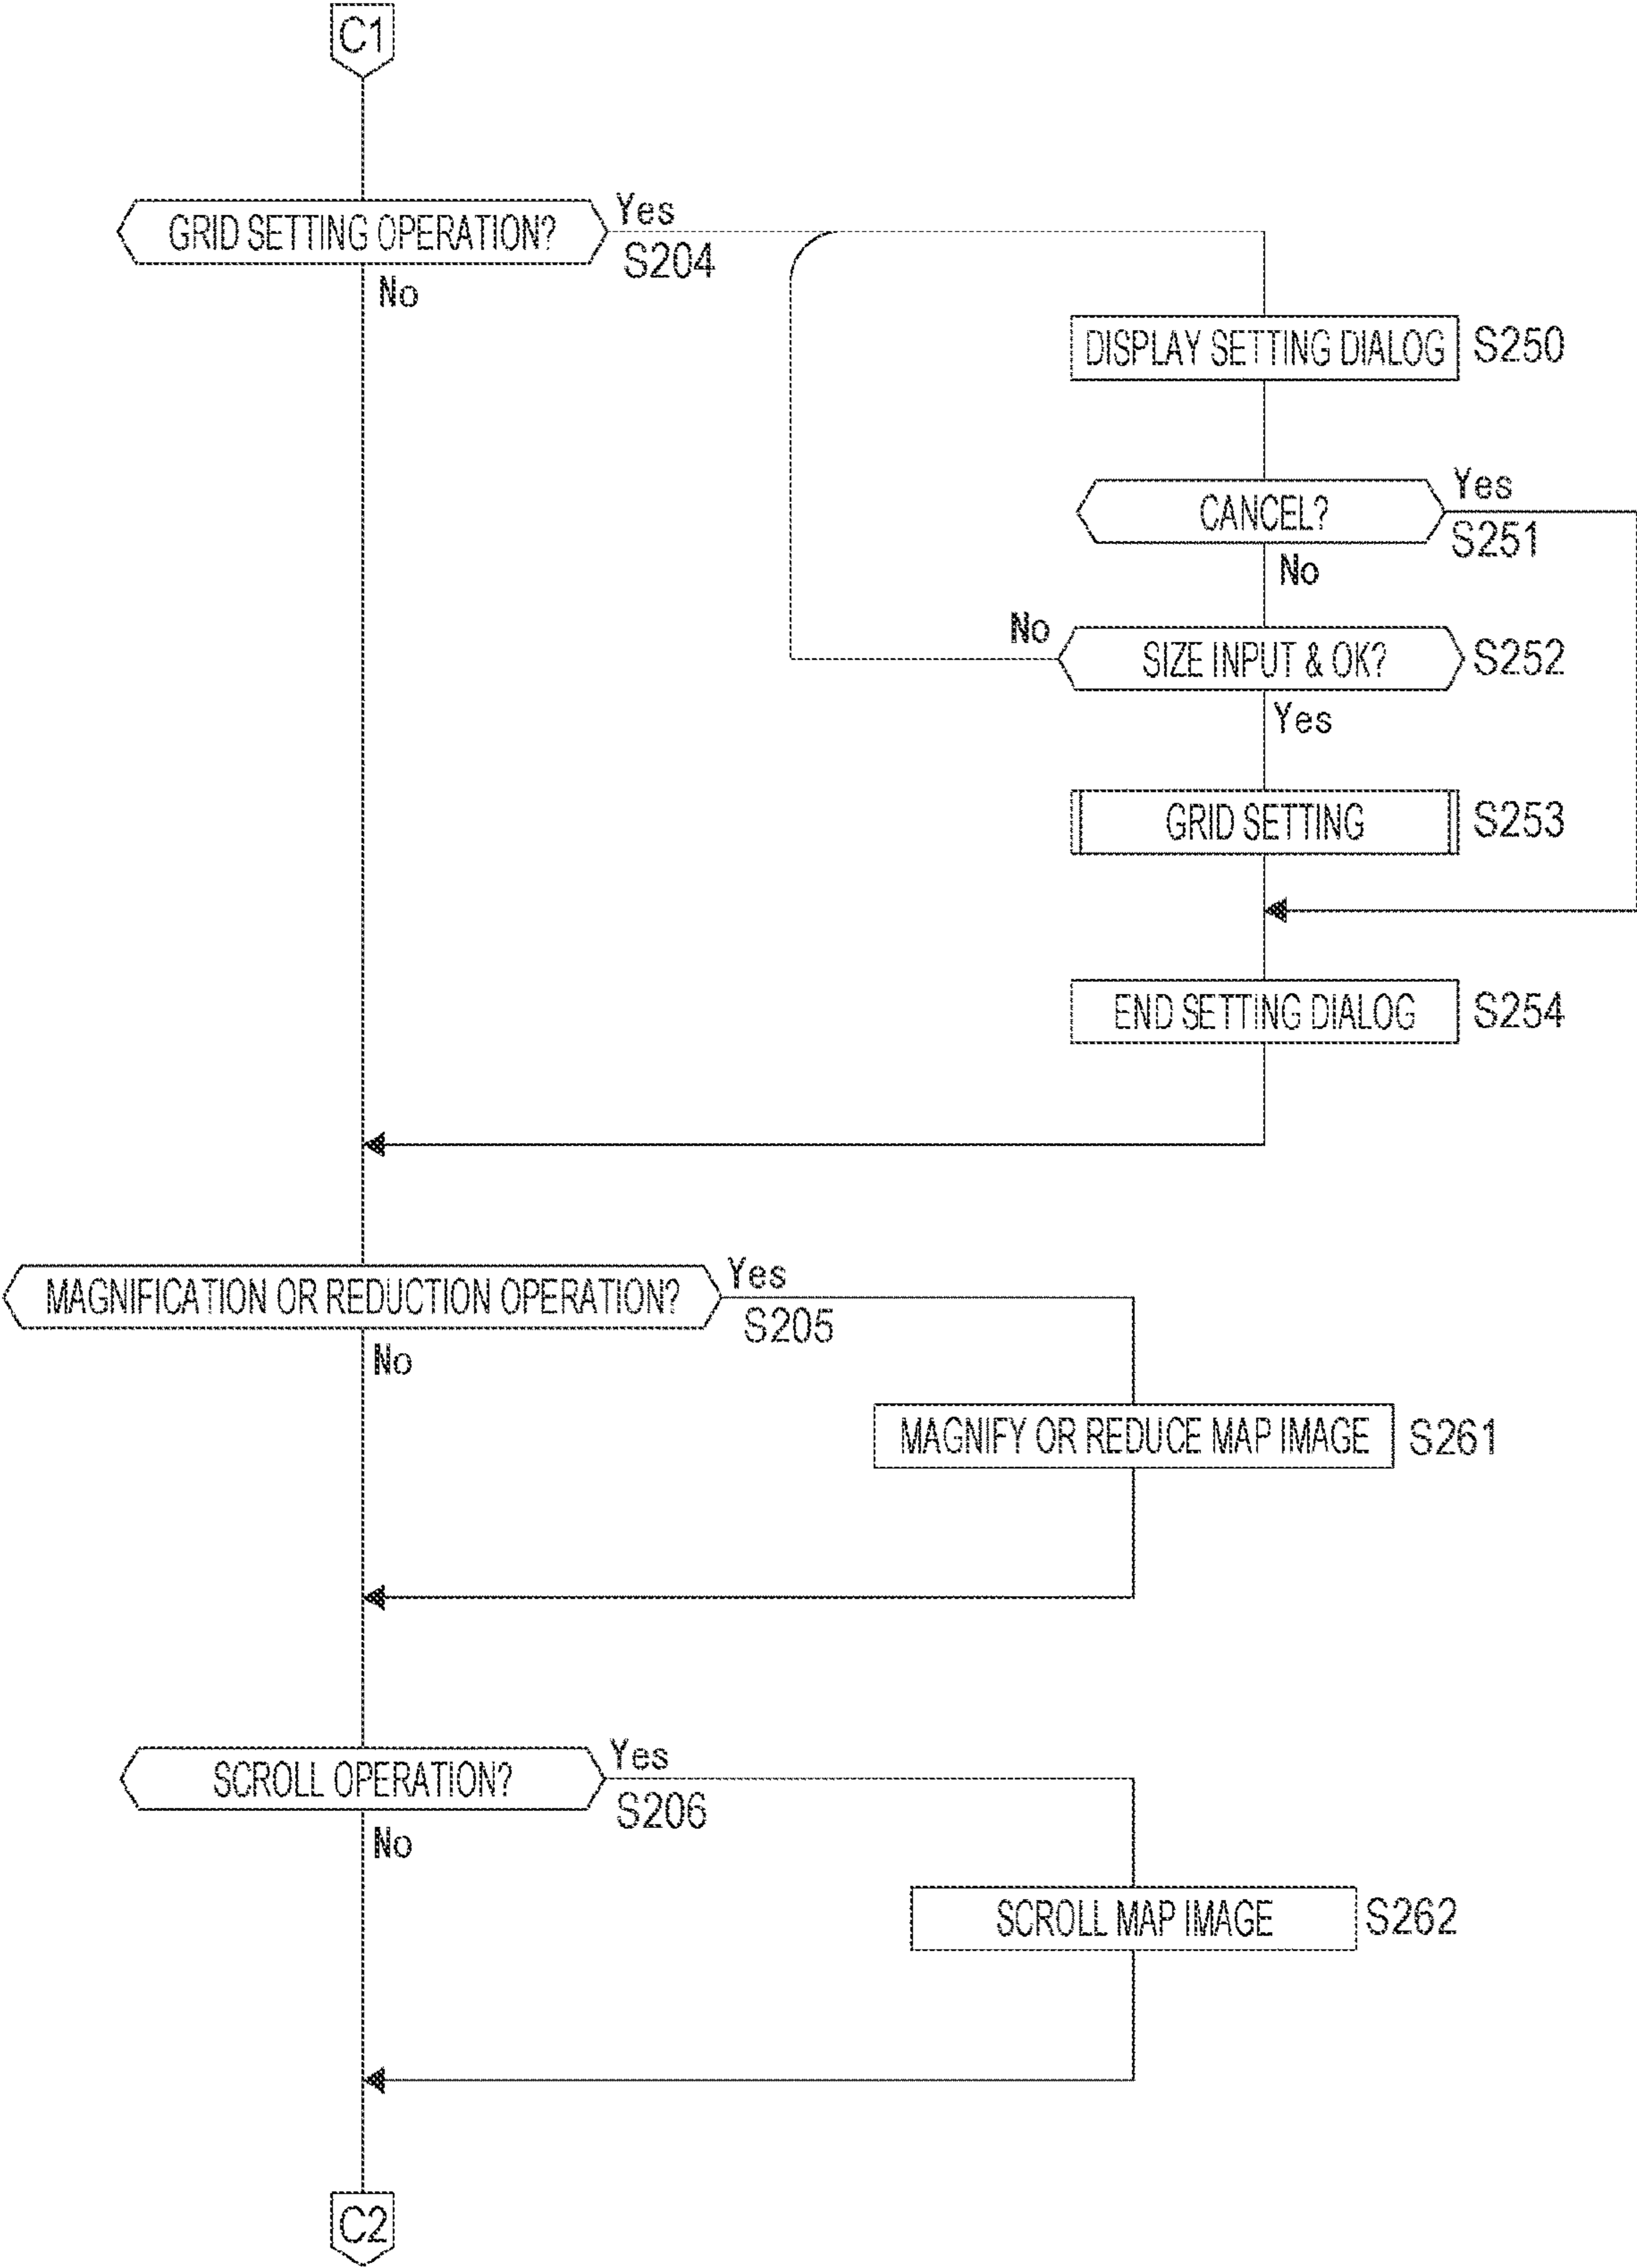 C1
GRID SETTING OPERATION?
Yes
S204
No
DISPLAY SETTING DIALOG
S250
CANCEL?
Yes
S251
No
No
SIZE INPUT & OK?
S252
Yes
GRID SETTING
S253
END SETTING DIALOG
S254
MAGNIFICATION OR REDUCTION OPERATION?
Yes
S205
No
MAGNIFY OR REDUCE MAP IMAGE
S261
SCROLL OPERATION?
Yes
S206
No
SCROLL MAP IMAGE
S262
C2